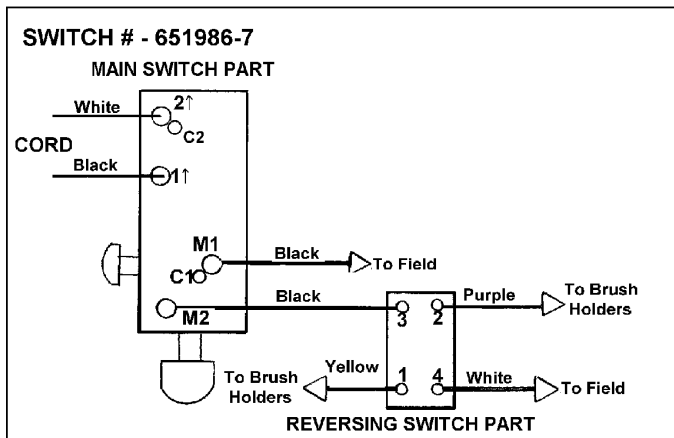 SWITCH # - 651986-7
MAIN SWITCH PART
White
2↑
C2
CORD
Black
1↑
M1
Black
To Field
C1
Black
M2
3
2
Purple
To Brush
Holders
Yellow
1
4
White
To Field
To Brush
Holders
REVERSING SWITCH PART